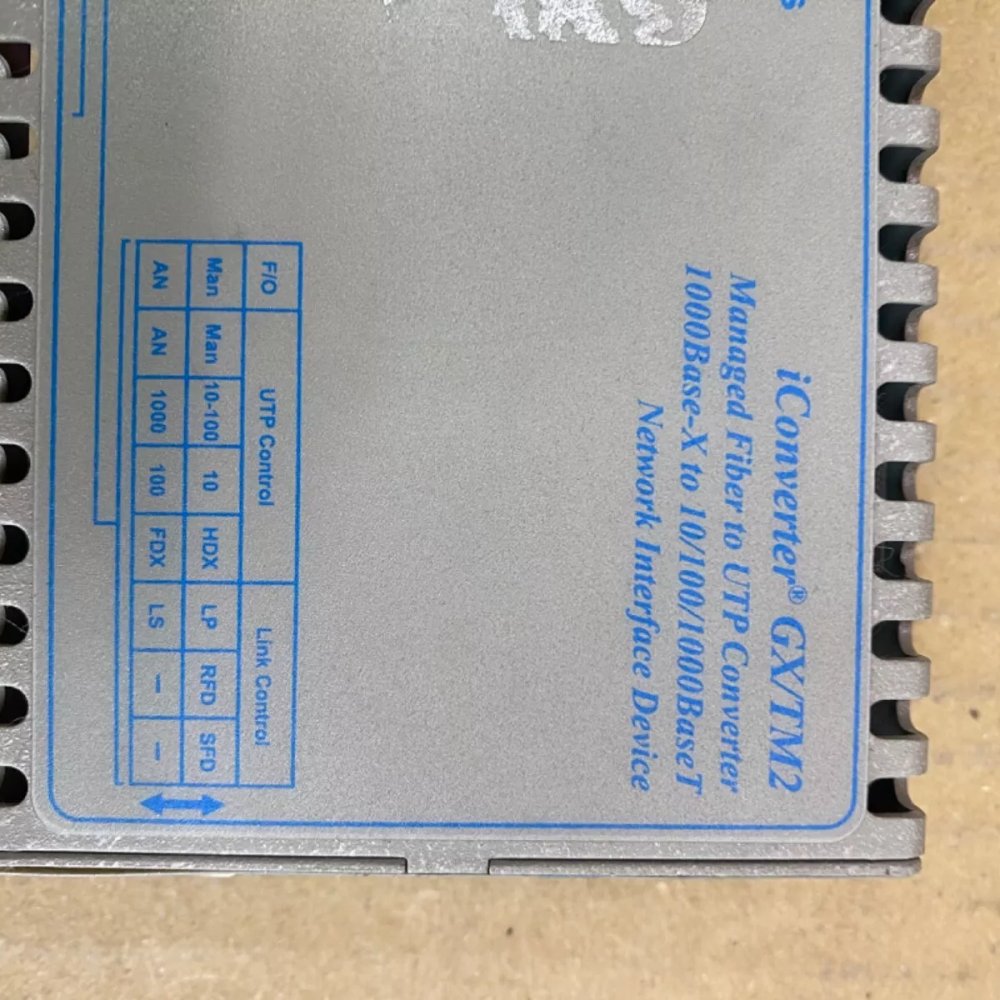 iConverter® GX/TM2
Managed Fiber to UTP Converter
1000Base-X to 10/100/1000BaseT
Network Interface Device
F/O UTP Control Link Control
Man Man 10-100 10 HDX LP RFD SFD
AN AN 1000 100 FDX LS – –